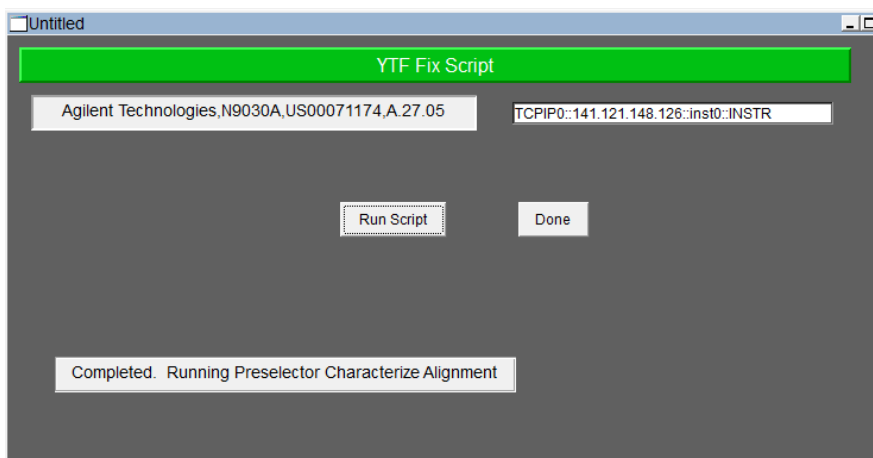 Untitled
YTF Fix Script
Agilent Technologies,N9030A,US00071174,A.27.05
TCPIP0::141.121.148.126::inst0::INSTR
Run Script
Done
Completed.  Running Preselector Characterize Alignment